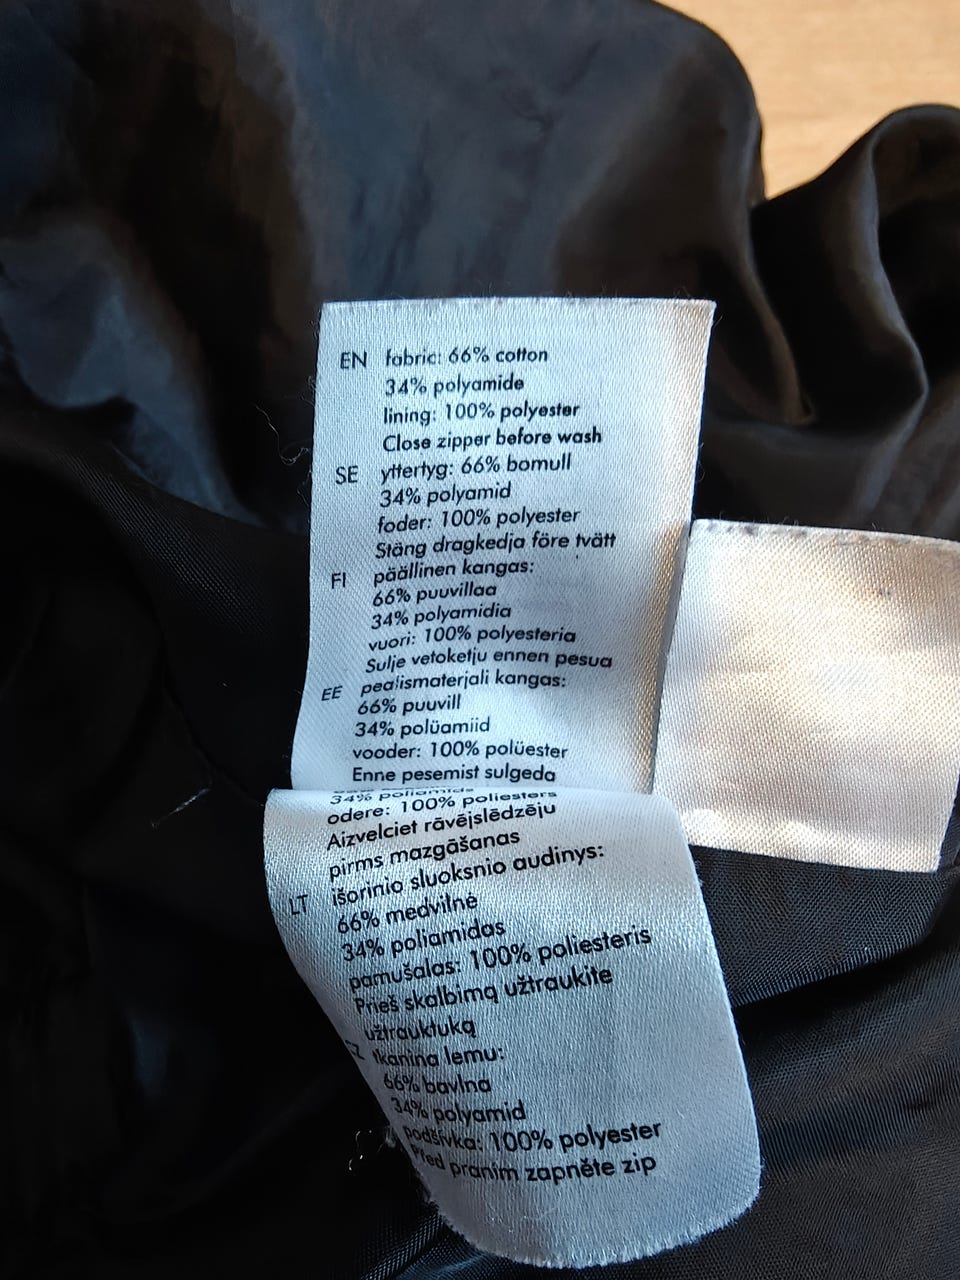 EN fabric: 66% cotton
34% polyamide
lining: 100% polyester
Close zipper before wash
SE yttertyg: 66% bomull
34% polyamid
foder: 100% polyester
Stäng dragkedja före tvätt
FI päällinen kangas:
66% puuvillaa
34% polyamidia
vuori: 100% polyesteria
Sulje vetoketju ennen pesua
EE pealismaterjali kangas:
66% puuvill
34% polüamiid
vooder: 100% polüester
Enne pesemist sulgeda
34% poliamīds
odere: 100% poliesters
Aizvelciet rāvējslēdzēju
pirms mazgāšanas
LT išorinio sluoksnio audinys:
66% medvilnė
34% poliamidas
pamušalas: 100% poliesteris
Prieš skalbimą užtraukite
užtrauktuką
CZ tkanina lemu:
66% bavlna
34% polyamid
podšívka: 100% polyester
Před praním zapněte zip